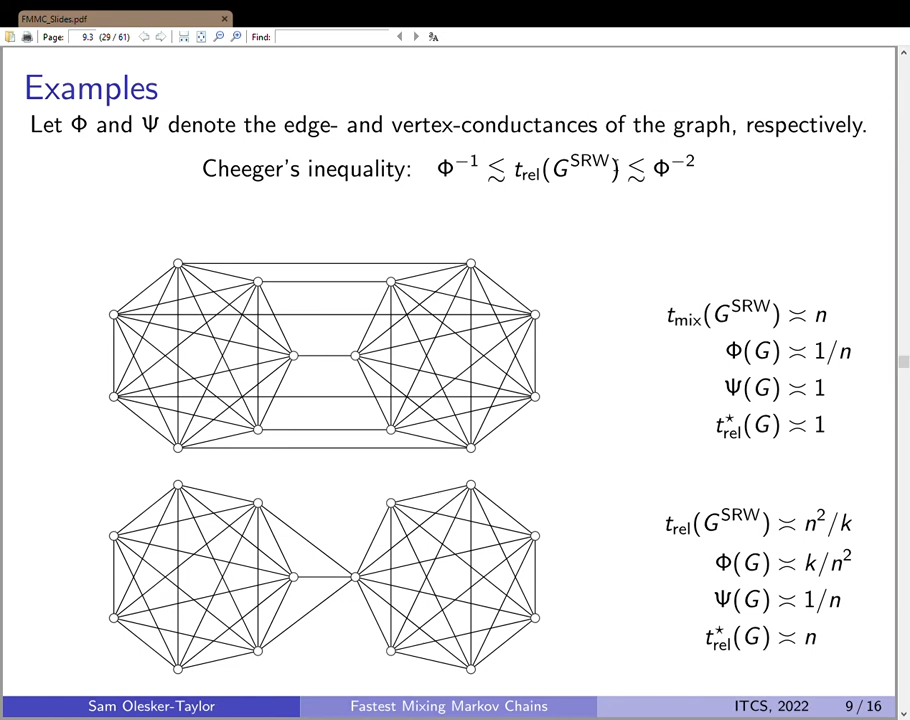 FMMC_Slides.pdf ×
Page: 9.3 (29 / 61) Find:
Examples
Let Φ and Ψ denote the edge- and vertex-conductances of the graph, respectively.
Cheeger's inequality: Φ⁻¹ ≲ t_rel(G^SRW) ≲ Φ⁻²
t_mix(G^SRW) ≍ n
Φ(G) ≍ 1/n
Ψ(G) ≍ 1
t*_rel(G) ≍ 1
t_rel(G^SRW) ≍ n²/k
Φ(G) ≍ k/n²
Ψ(G) ≍ 1/n
t*_rel(G) ≍ n
Sam Olesker-Taylor Fastest Mixing Markov Chains ITCS, 2022 9 / 16